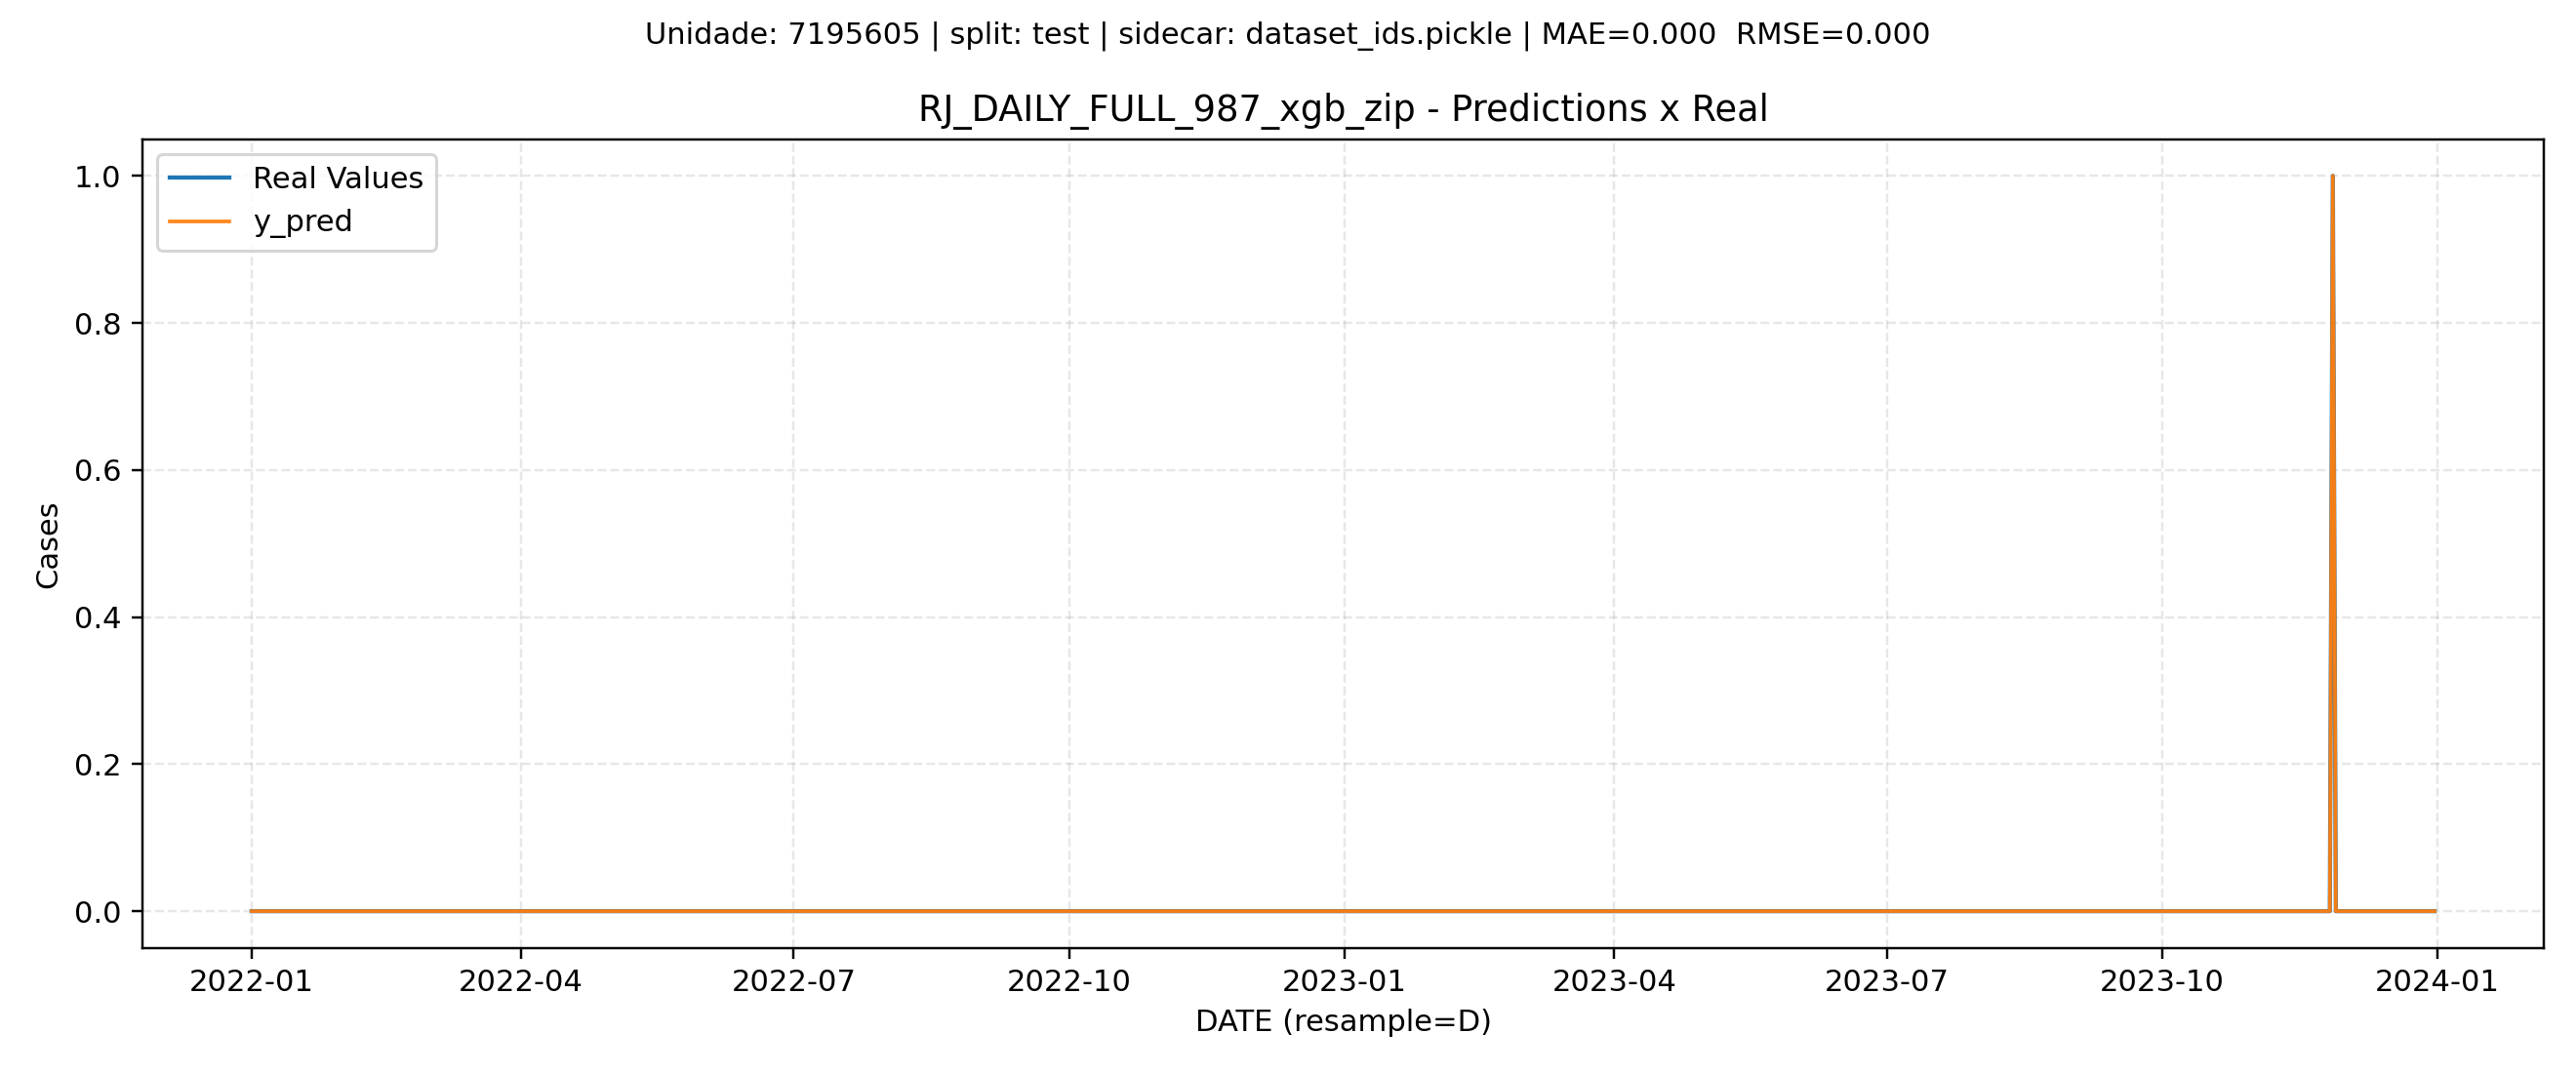 Unidade: 7195605 | split: test | sidecar: dataset_ids.pickle | MAE=0.000  RMSE=0.000
RJ_DAILY_FULL_987_xgb_zip - Predictions x Real
Real Values
y_pred
1.0
0.8
0.6
0.4
0.2
0.0
Cases
2022-01
2022-04
2022-07
2022-10
2023-01
2023-04
2023-07
2023-10
2024-01
DATE (resample=D)